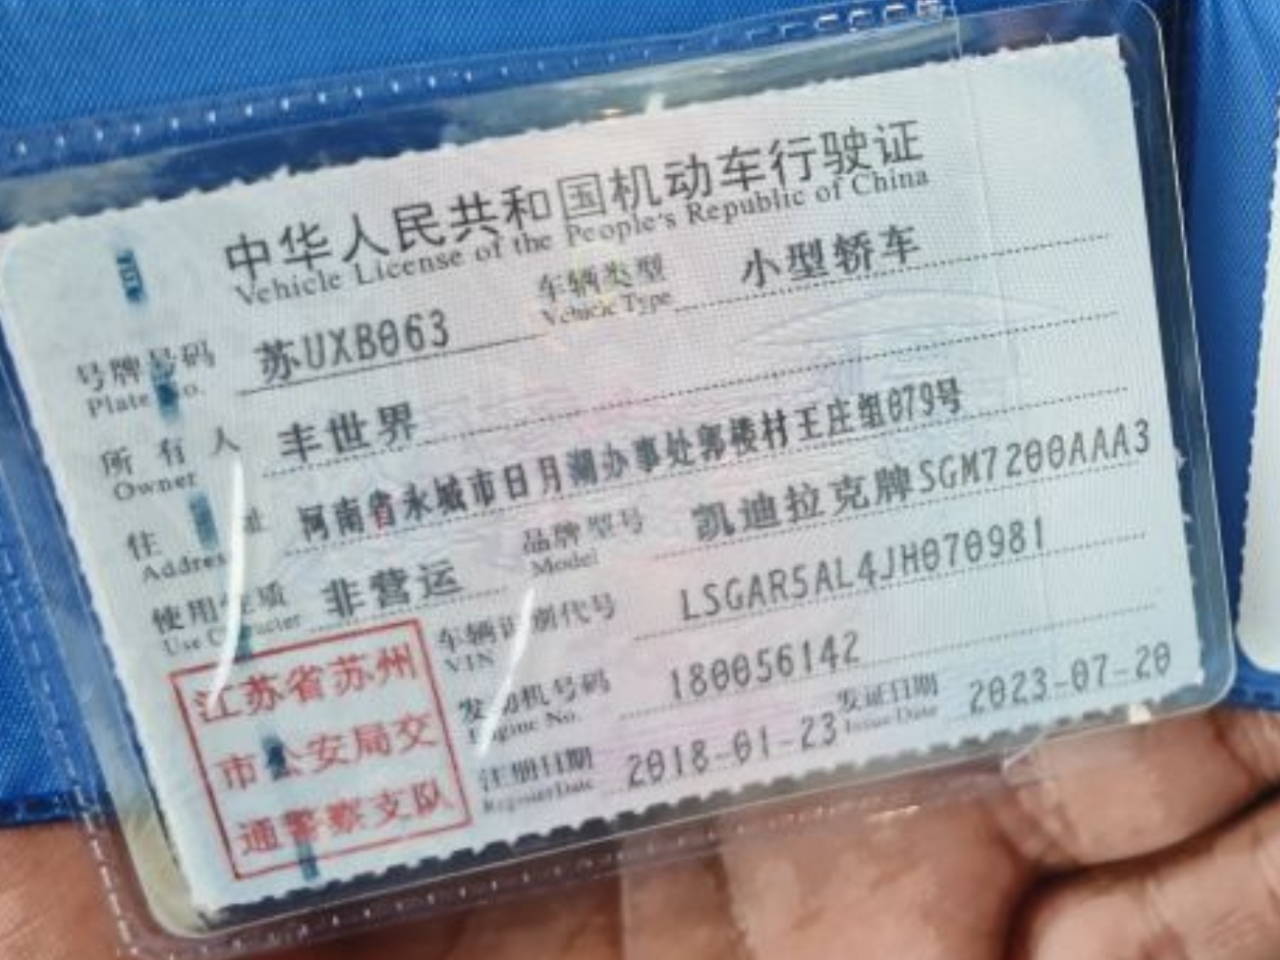 中华人民共和国机动车行驶证
Vehicle License of the People's Republic of China
号牌号码 苏UXB063 车辆类型 小型轿车
Plate No. Vehicle Type
所有人 丰世界
Owner
住址 河南省永城市日月湖办事处郭楼村王庄组079号
Address
使用性质 非营运 品牌型号 凯迪拉克牌SGM7200AAA3
Use Character Model
车辆识别代号 LSGAR5AL4JH070981
VIN
发动机号码 180056142
Engine No.
注册日期 2018-01-23 发证日期 2023-07-20
Register Date Issue Date
江苏省苏州
市公安局交
通警察支队